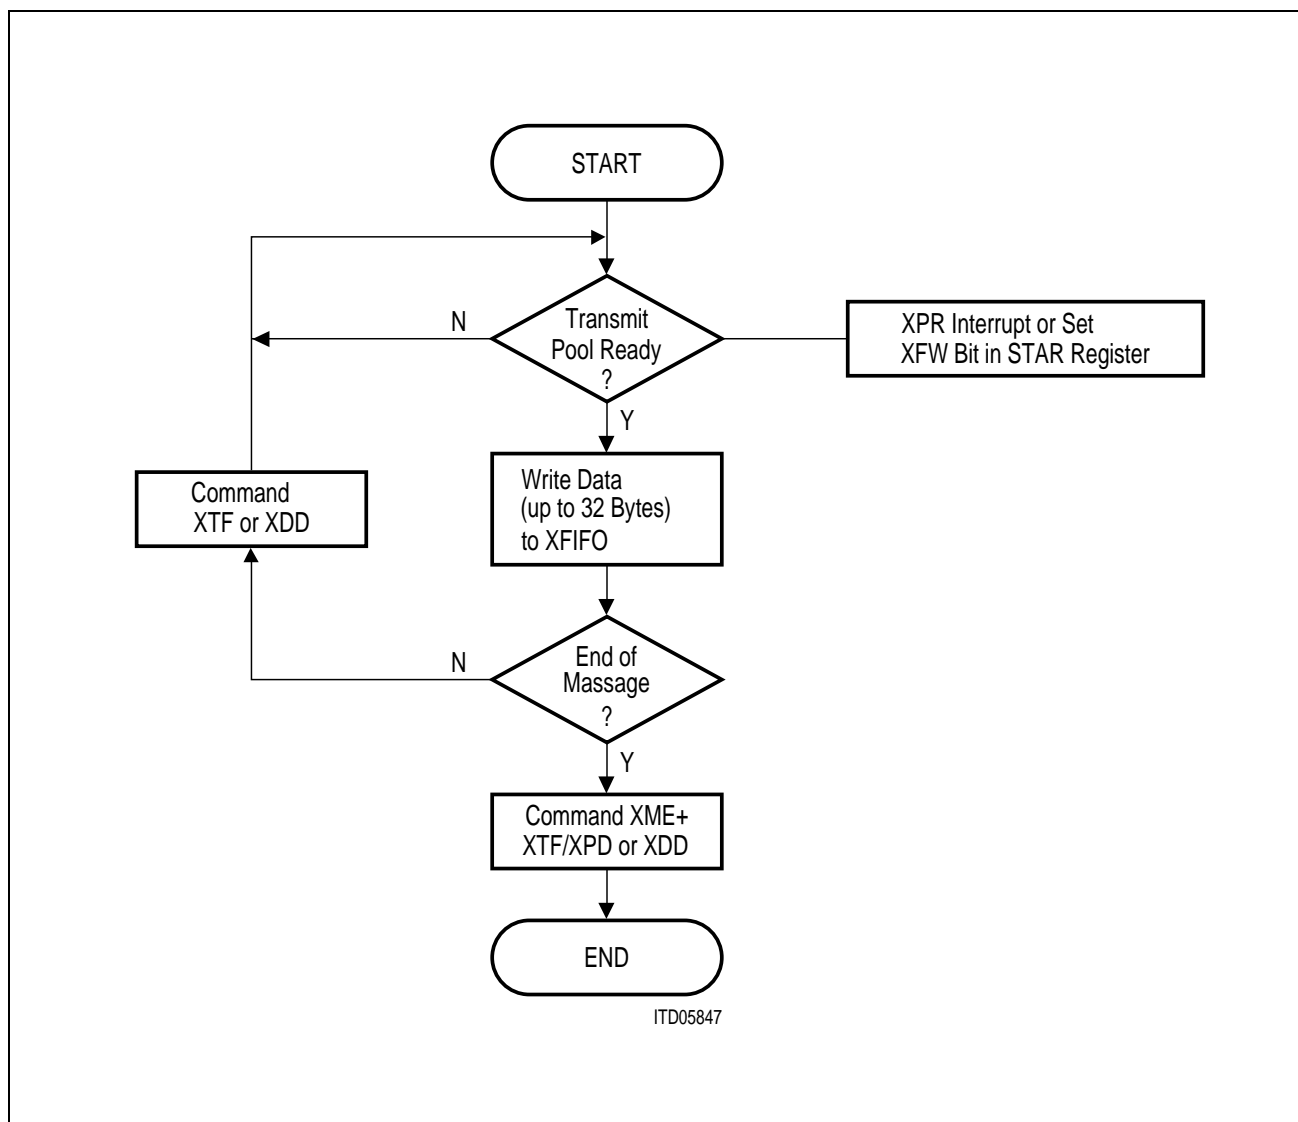 START
N
Transmit
Pool Ready
?
XPR Interrupt or Set
XFW Bit in STAR Register
Y
Write Data
(up to 32 Bytes)
to XFIFO
Command
XTF or XDD
N
End of
Massage
?
Y
Command XME+
XTF/XPD or XDD
END
ITD05847